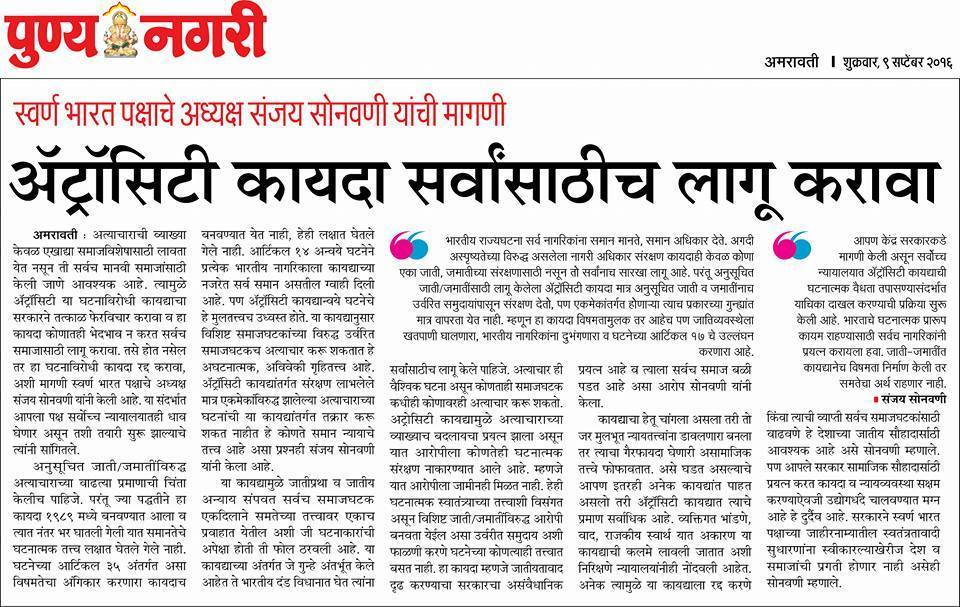 पुण्य नगरी
अमरावती । शुक्रवार, ९ सप्टेंबर २०१६
स्वर्ण भारत पक्षाचे अध्यक्ष संजय सोनवणी यांची मागणी
ॲट्रॉसिटी कायदा सर्वांसाठीच लागू करावा
अमरावती : अत्याचाराची व्याख्या
केवळ एखाद्या समाजविशेषासाठी लावता
येत नसून ती सर्वच मानवी समाजांसाठी
केली जाणे आवश्यक आहे. त्यामुळे
ॲट्रॉसिटी या घटनाविरोधी कायद्याचा
सरकारने तत्काळ फेरविचार करावा व हा
कायदा कोणताही भेदभाव न करता सर्वच
समाजासाठी लागू करावा. तसे होत नसेल
तर हा घटनाविरोधी कायदा रद्द करावा,
अशी मागणी स्वर्ण भारत पक्षाचे अध्यक्ष
संजय सोनवणी यांनी केली आहे. या संदर्भात
आपला पक्ष सर्वोच्च न्यायालयातही धाव
घेणार असून तशी तयारी सुरू झाल्याचे
त्यांनी सांगितले.
अनुसूचित जाती/जमातींविरुद्ध
अत्याचाराच्या वाढत्या प्रमाणाची चिंता
केलीच पाहिजे. परंतू ज्या पद्धतीने हा
कायदा १९८९ मध्ये बनवण्यात आला व
त्यात नंतर भर घातली गेली यात समानतेचे
घटनात्मक तत्त्व लक्षात घेतले गेले नाही.
घटनेच्या आर्टिकल ३५ अंतर्गत असा
विषमतेचा अंगिकार करणारा कायदाच
बनवण्यात येत नाही, हेही लक्षात घेतले
गेले नाही. आर्टिकल १४ अन्वये घटनेने
प्रत्येक भारतीय नागरिकाला कायद्याच्या
नजरेत सर्व समान असतील ग्वाही दिली
आहे. पण ॲट्रॉसिटी कायद्यान्वये घटनेचे
हे मुलतत्त्वच उध्वस्त होते. या कायद्यानुसार
विशिष्ट समाजघटकांच्या विरुद्ध उर्वरित
समाजघटकच अत्याचार करू शकतात हे
अघटनात्मक, अविवेकी गृहितत्त्व आहे.
ॲट्रॉसिटी कायद्यांतर्गत संरक्षण लाभलेले
मात्र एकमेकांविरुद्ध झालेल्या अत्याचाराच्या
घटनांची या कायद्यांतर्गत तक्रार करू
शकत नाहीत हे कोणते समान न्यायाचे
तत्त्व आहे असा प्रश्नही संजय सोनवणी
यांनी केला आहे.
या कायद्यामुळे जातीप्रथा व जातीय
अन्याय संपवत सर्वच समाजघटक
एकदिलाने समतेच्या तत्त्वावर एकाच
प्रवाहात येतील अशी जी घटनाकारांची
अपेक्षा होती ती फोल ठरवली आहे. या
कायद्याच्या अंतर्गत जे गुन्हे अंतर्भूत केले
आहेत ते भारतीय दंड विधानात घेत त्यांना
भारतीय राज्यघटना सर्व नागरिकांना समान मानते, समान अधिकार देते. अगदी
अस्पृष्यतेच्या विरुद्ध असलेला नागरी अधिकार संरक्षण कायदाही केवळ कोणा
एका जाती, जमातीच्या संरक्षणासाठी नसून तो सर्वांनाच सारखा लागू आहे. परंतू अनुसूचित
जाती/जमातींसाठी लागू केलेला ॲट्रॉसिटी कायदा मात्र अनुसूचित जाती व जमातींनाच
उर्वरित समुदायांपासून संरक्षण देतो, पण एकमेकांतर्गत होणाऱ्या त्याच प्रकारच्या गुन्ह्यांत
मात्र वापरता येत नाही. म्हणून हा कायदा विषमतामुलक तर आहेच पण जातिव्यवस्थेला
खतपाणी घालणारा, भारतीय नागरिकांना दुभंगणारा व घटनेच्या आर्टिकल १७ चे उल्लंघन
करणारा आहे.
सर्वांसाठीच लागू केले पाहिजे. अत्याचार ही
वैश्विक घटना असून कोणताही समाजघटक
कधीही कोणावरही अत्याचार करू शकतो.
अट्रोसिटी कायद्यामुळे अत्याचाराच्या
व्याख्याच बदलायचा प्रयत्न झाला असून
यात आरोपीला कोणतेही घटनात्मक
संरक्षण नाकारण्यात आले आहे. म्हणजे
यात आरोपीला जामीनही मिळत नाही. हेही
घटनात्मक स्वातंत्र्याच्या तत्त्वाशी विसंगत
असून विशिष्ट जाती/जमातींविरुद्ध आरोपी
बनवता येईल असा उर्वरीत समुदाय अशी
फाळणी करणे घटनेच्या कोणत्याही तत्त्वात
बसत नाही. हा कायदा म्हणजे जातीयतावाद
दृढ करण्याचा सरकारचा असंवैधानिक
प्रयत्न आहे व त्याला सर्वच समाज बळी
पडत आहे असा आरोप सोनवणी यांनी
केला.
कायद्याचा हेतू चांगला असला तरी तो
जर मुलभूत न्यायतत्त्वांना डावलणारा बनला
तर त्याचा गैरफायदा घेणारी असामाजिक
तत्त्वे फोफावतात. असे घडत असल्याचे
आपण इतरही अनेक कायद्यांत पाहत
असलो तरी ॲट्रॉसिटी कायद्यात त्याचे
प्रमाण सर्वाधिक आहे. व्यक्तिगत भांडणे,
वाद, राजकीय स्वार्थ यात अकारण या
कायद्याची कलमे लावली जातात अशी
निरिक्षणे न्यायालयांनीही नोंदवली आहेत.
अनेक त्यामुळे या कायद्याला रद्द करणे
आपण केंद्र सरकारकडे
मागणी केली असून सर्वोच्च
न्यायालयात ॲट्रॉसिटी कायद्याची
घटनात्मक वैधता तपासण्यासंदर्भात
याचिका दाखल करण्याची प्रक्रिया सुरू
केली आहे. भारताचे घटनात्मक प्रारूप
कायम राहण्यासाठी सर्वच नागरिकांनी
प्रयत्न करायला हवा. जाती-जमातींत
कायद्यानेच विषमता निर्माण केली तर
समतेचा अर्थ राहणार नाही.
■ संजय सोनवणी
किंवा त्याची व्याप्ती सर्वच समाजघटकांसाठी
वाढवणे हे देशाच्या जातीय सौहादासाठी
आवश्यक आहे असे सोनवणी म्हणाले.
पण आपले सरकार सामाजिक सौहादासाठी
प्रयत्न करत कायदा व न्यायव्यवस्था सक्षम
करण्याऐवजी उद्योगधंदे चालवण्यात मग्न
आहे हे दुर्दैव आहे. सरकारने स्वर्ण भारत
पक्षाच्या जाहीरनाम्यातील स्वतंत्रतावादी
सुधारणांना स्वीकारल्याखेरीज देश व
समाजांची प्रगती होणार नाही असेही
सोनवणी म्हणाले.